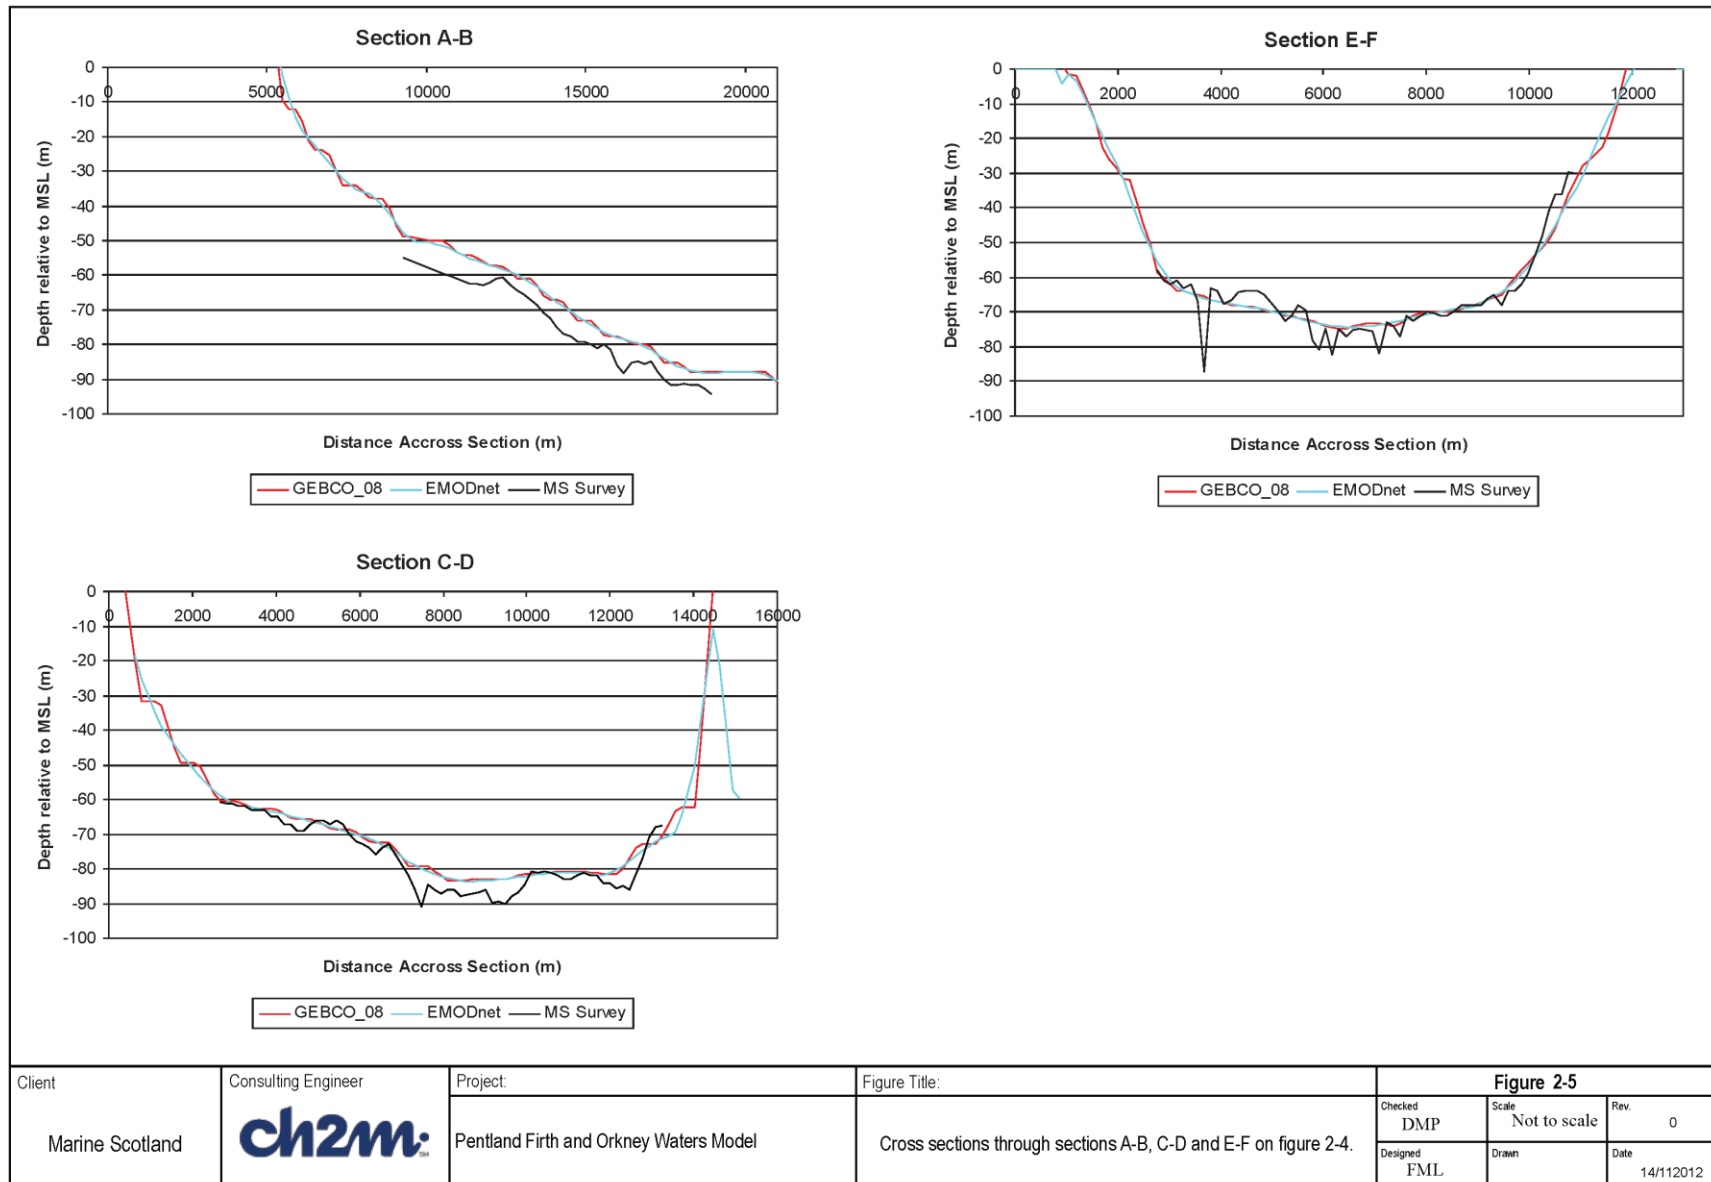 Section A-B
0
-10
-20
-30
-40
-50
-60
-70
-80
-90
-100
0 5000 10000 15000 20000
Depth relative to MSL (m)
Distance Accross Section (m)
GEBCO_08 EMODnet MS Survey
Section E-F
0
-10
-20
-30
-40
-50
-60
-70
-80
-90
-100
0 2000 4000 6000 8000 10000 12000
Depth relative to MSL (m)
Distance Accross Section (m)
GEBCO_08 EMODnet MS Survey
Section C-D
0
-10
-20
-30
-40
-50
-60
-70
-80
-90
-100
0 2000 4000 6000 8000 10000 12000 14000 16000
Depth relative to MSL (m)
Distance Accross Section (m)
GEBCO_08 EMODnet MS Survey
Client
Marine Scotland
Consulting Engineer
ch2m: SM
Project:
Pentland Firth and Orkney Waters Model
Figure Title:
Cross sections through sections A-B, C-D and E-F on figure 2-4.
Figure 2-5
Checked
DMP
Scale
Not to scale
Rev.
0
Designed
FML
Drawn
Date
14/112012